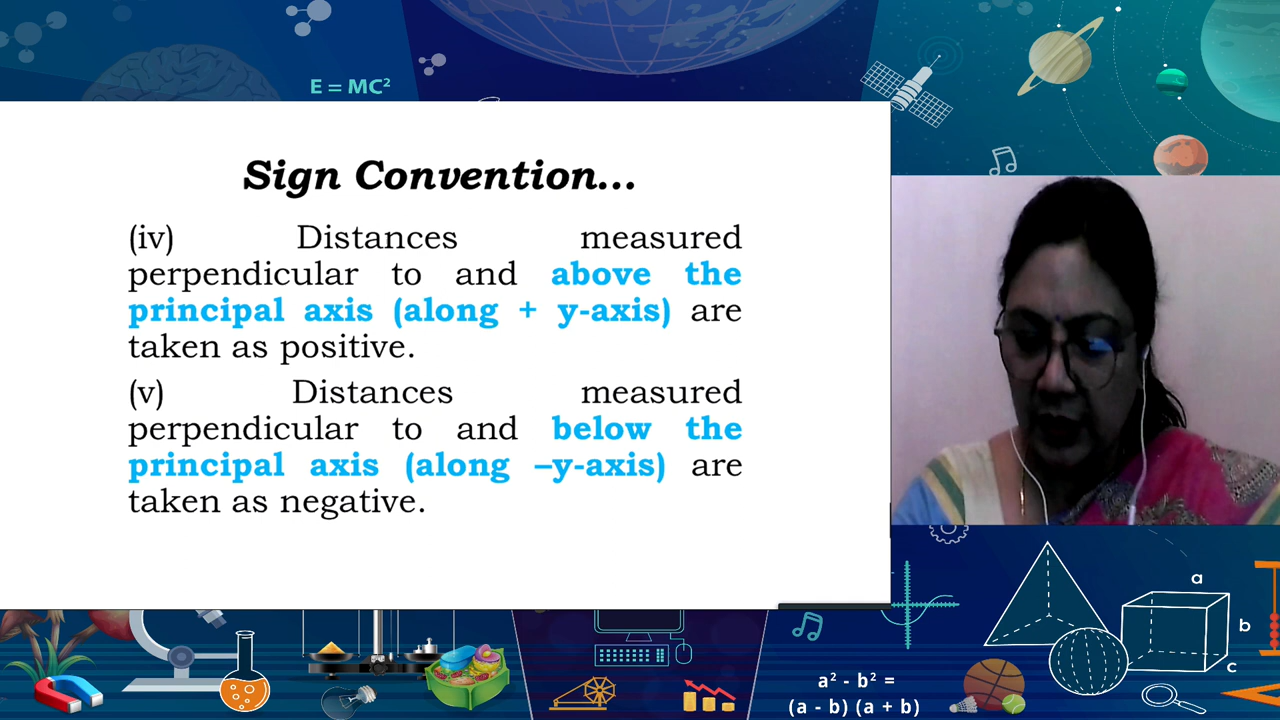 E = MC²
Sign Convention...
(iv) Distances measured
perpendicular to and above the
principal axis (along + y-axis) are
taken as positive.
(v) Distances measured
perpendicular to and below the
principal axis (along –y-axis) are
taken as negative.
a
b
c
a² - b² =
(a - b) (a + b)